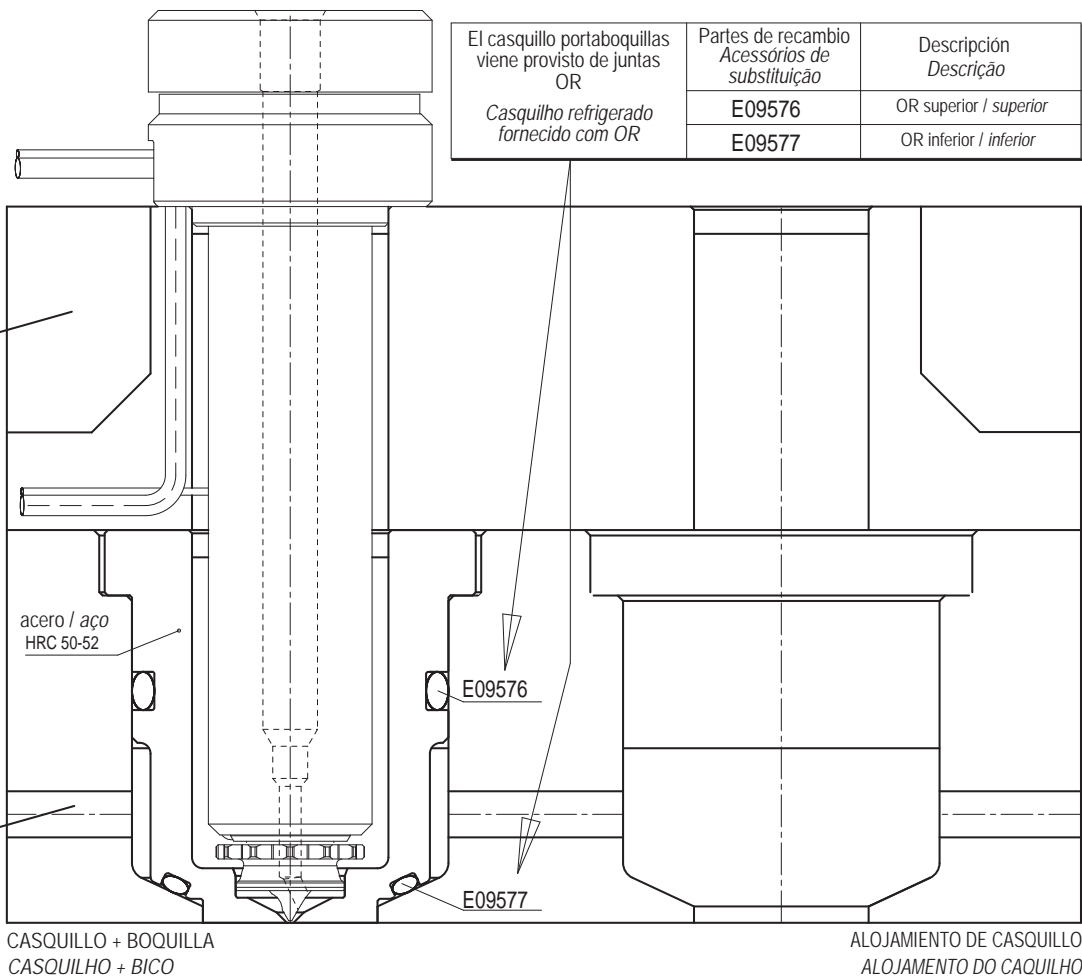 El casquillo portaboquillas
viene provisto de juntas
OR
Casquilho refrigerado
fornecido com OR
Partes de recambio
Acessórios de
substituição
Descripción
Descrição
E09576
OR superior / superior
E09577
OR inferior / inferior
acero / aço
HRC 50-52
E09576
E09577
CASQUILLO + BOQUILLA
CASQUILHO + BICO
ALOJAMIENTO DE CASQUILLO
ALOJAMENTO DO CAQUILHO